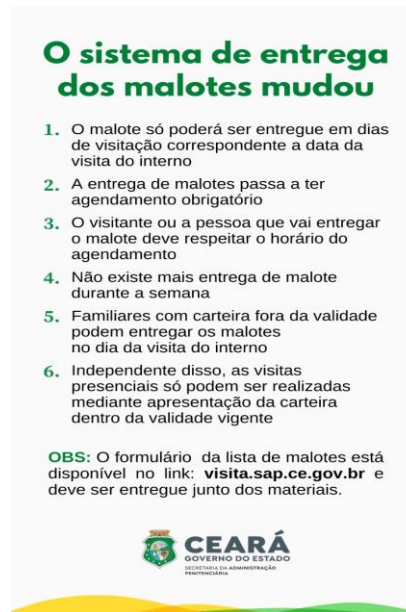 O sistema de entrega
dos malotes mudou
1. O malote só poderá ser entregue em dias
de visitação correspondente a data da
visita do interno
2. A entrega de malotes passa a ter
agendamento obrigatório
3. O visitante ou a pessoa que vai entregar
o malote deve respeitar o horário do
agendamento
4. Não existe mais entrega de malote
durante a semana
5. Familiares com carteira fora da validade
podem entregar os malotes
no dia da visita do interno
6. Independente disso, as visitas
presenciais só podem ser realizadas
mediante apresentação da carteira
dentro da validade vigente
OBS: O formulário da lista de malotes está
disponível no link: visita.sap.ce.gov.br e
deve ser entregue junto dos materiais.
CEARÁ
GOVERNO DO ESTADO
SECRETARIA DA ADMINISTRAÇÃO
PENITENCIÁRIA